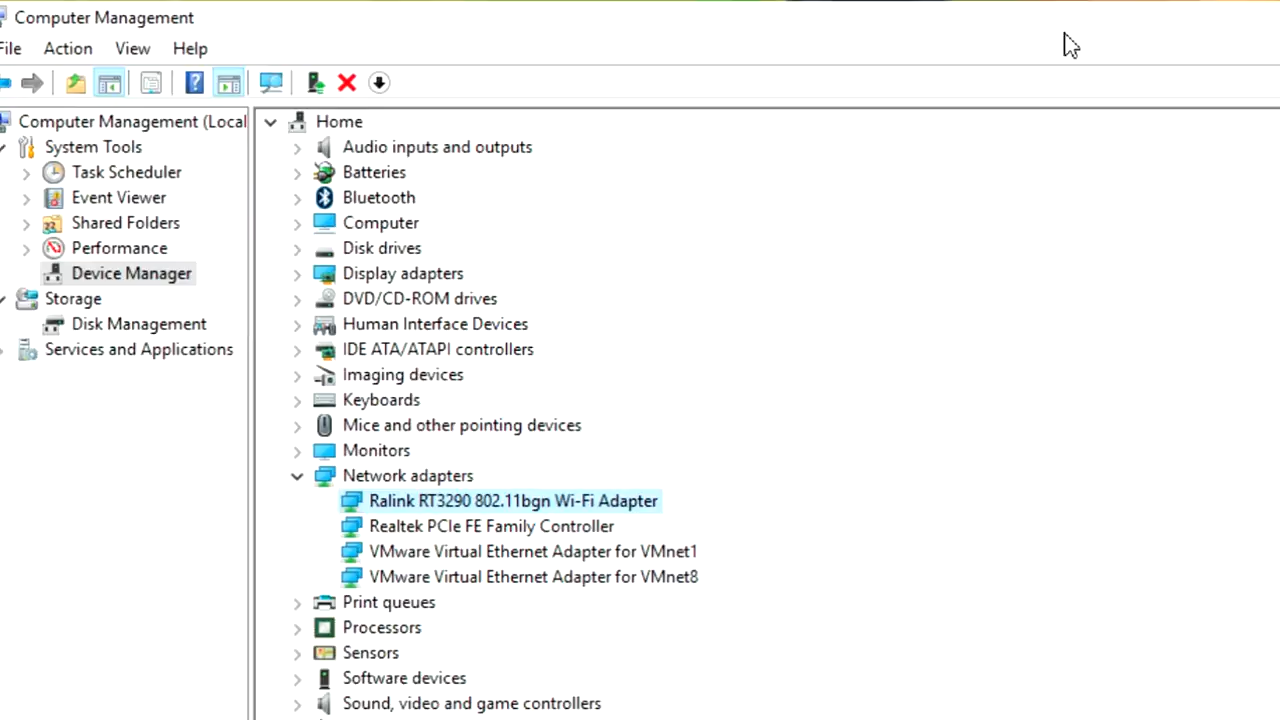 Computer Management
File Action View Help
Computer Management (Local
System Tools
Task Scheduler
Event Viewer
Shared Folders
Performance
Device Manager
Storage
Disk Management
Services and Applications
Home
Audio inputs and outputs
Batteries
Bluetooth
Computer
Disk drives
Display adapters
DVD/CD-ROM drives
Human Interface Devices
IDE ATA/ATAPI controllers
Imaging devices
Keyboards
Mice and other pointing devices
Monitors
Network adapters
Ralink RT3290 802.11bgn Wi-Fi Adapter
Realtek PCIe FE Family Controller
VMware Virtual Ethernet Adapter for VMnet1
VMware Virtual Ethernet Adapter for VMnet8
Print queues
Processors
Sensors
Software devices
Sound, video and game controllers